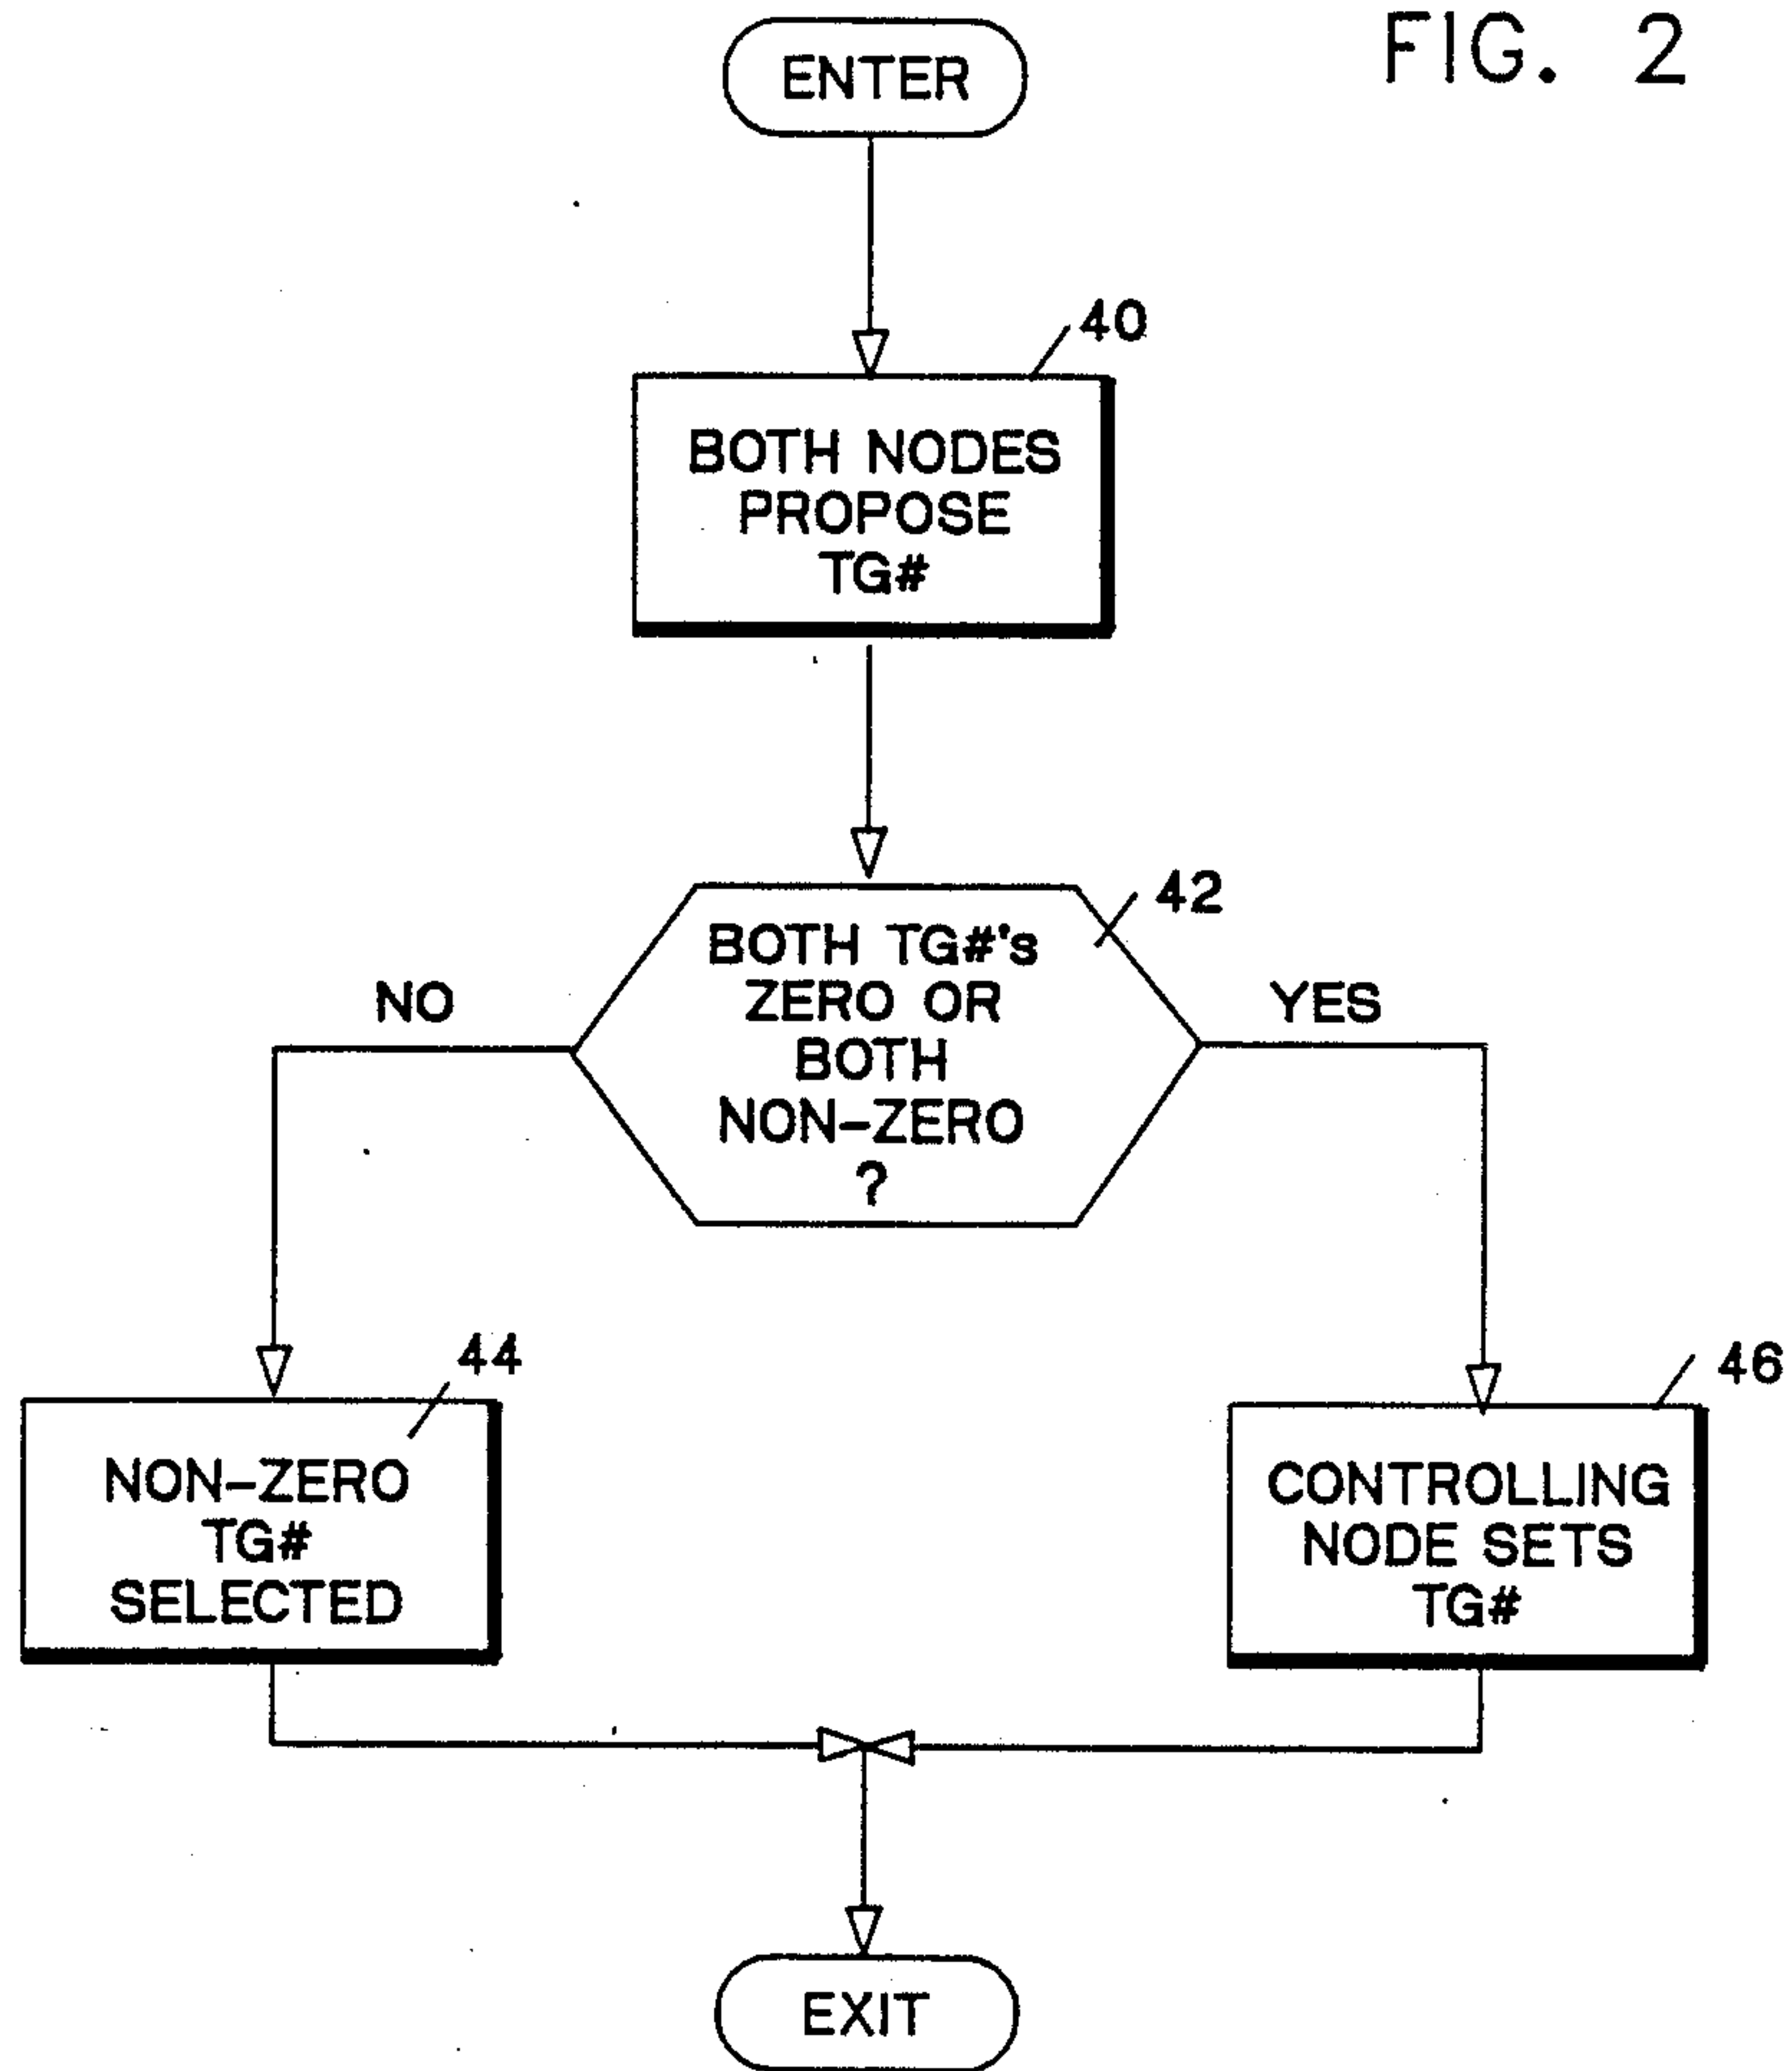 FIG. 2
ENTER
40
BOTH NODES
PROPOSE
TG#
42
BOTH TG#'s
ZERO OR
BOTH
NON-ZERO
?
NO
YES
44
NON-ZERO
TG#
SELECTED
46
CONTROLLING
NODE SETS
TG#
EXIT